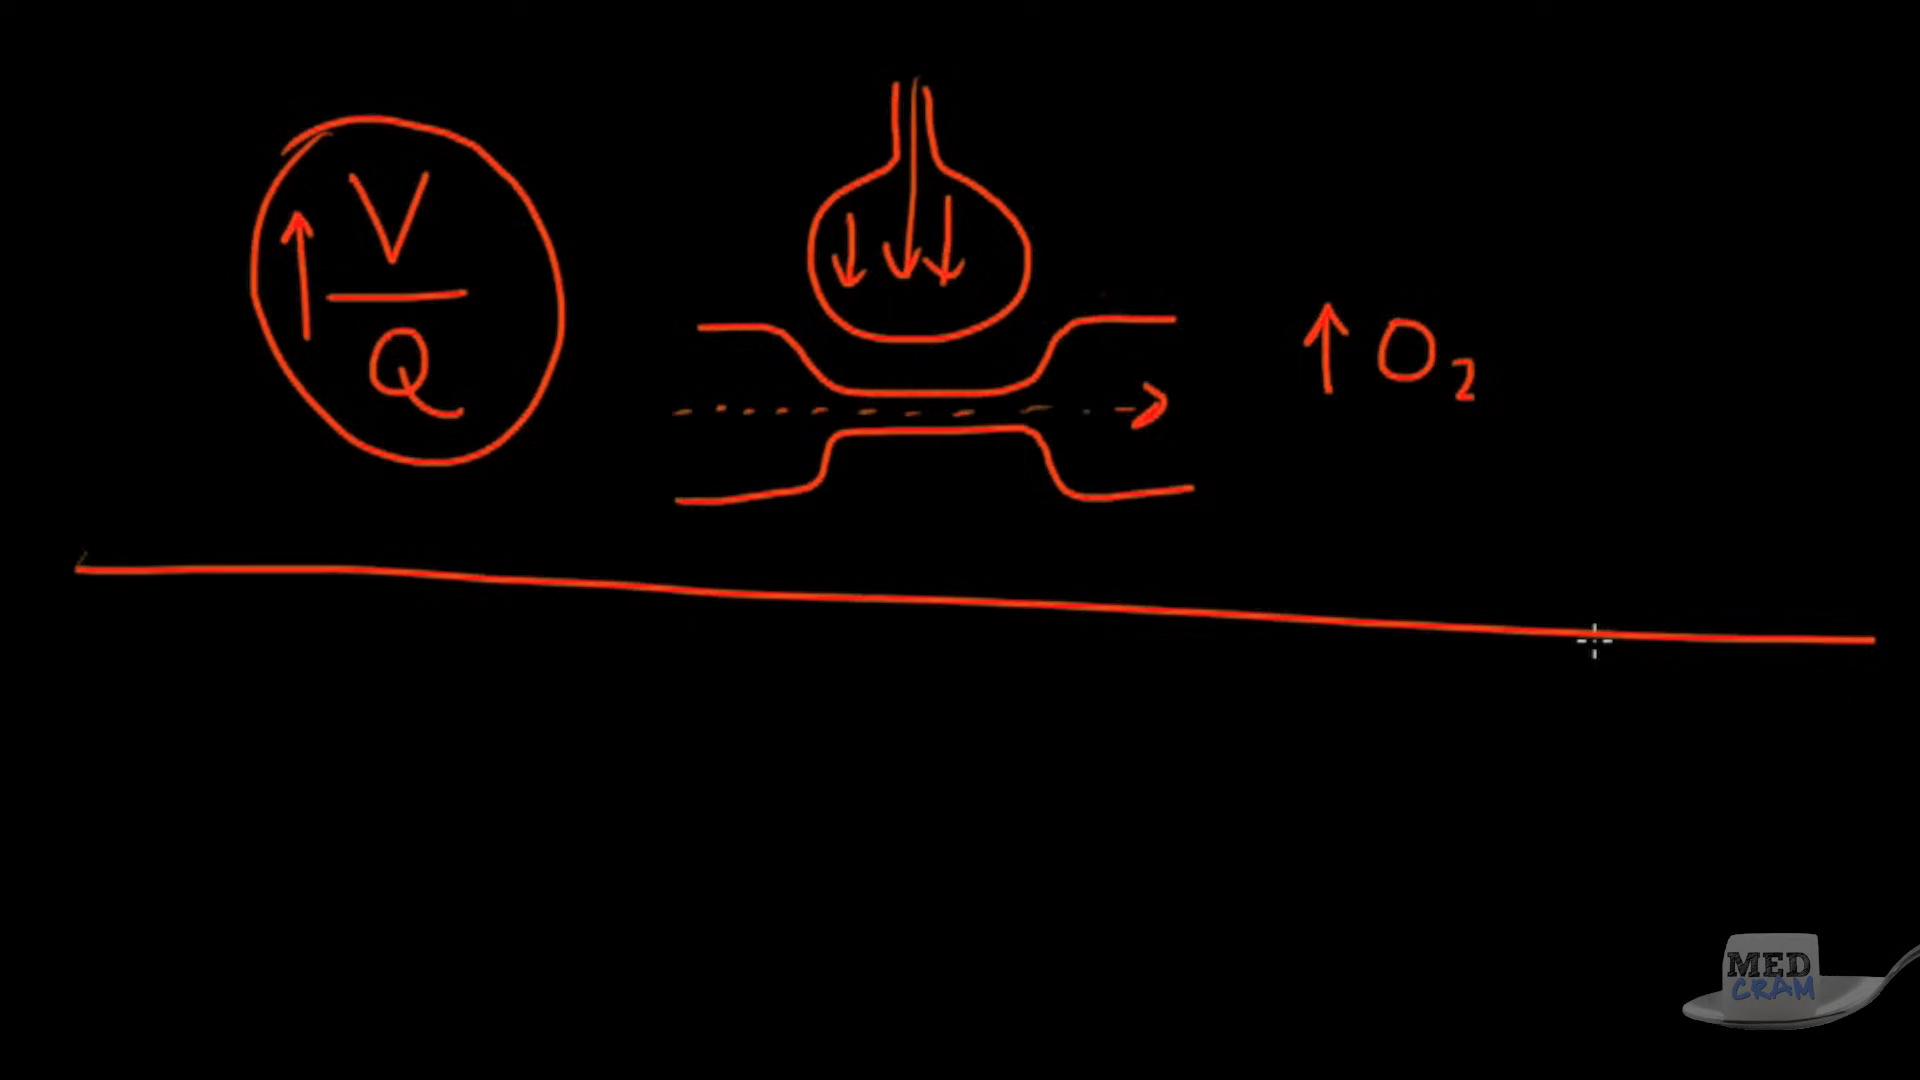 ↑ V
Q
↑ O₂
MED
CRAM